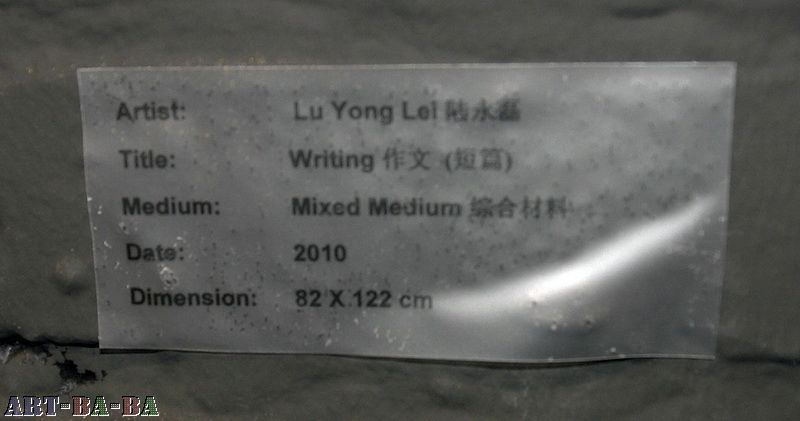 Artist: Lu Yong Lei 陆永磊
Title: Writing 作文 (短篇)
Medium: Mixed Medium 綜合材料
Date: 2010
Dimension: 82 X 122 cm
ART-BA-BA